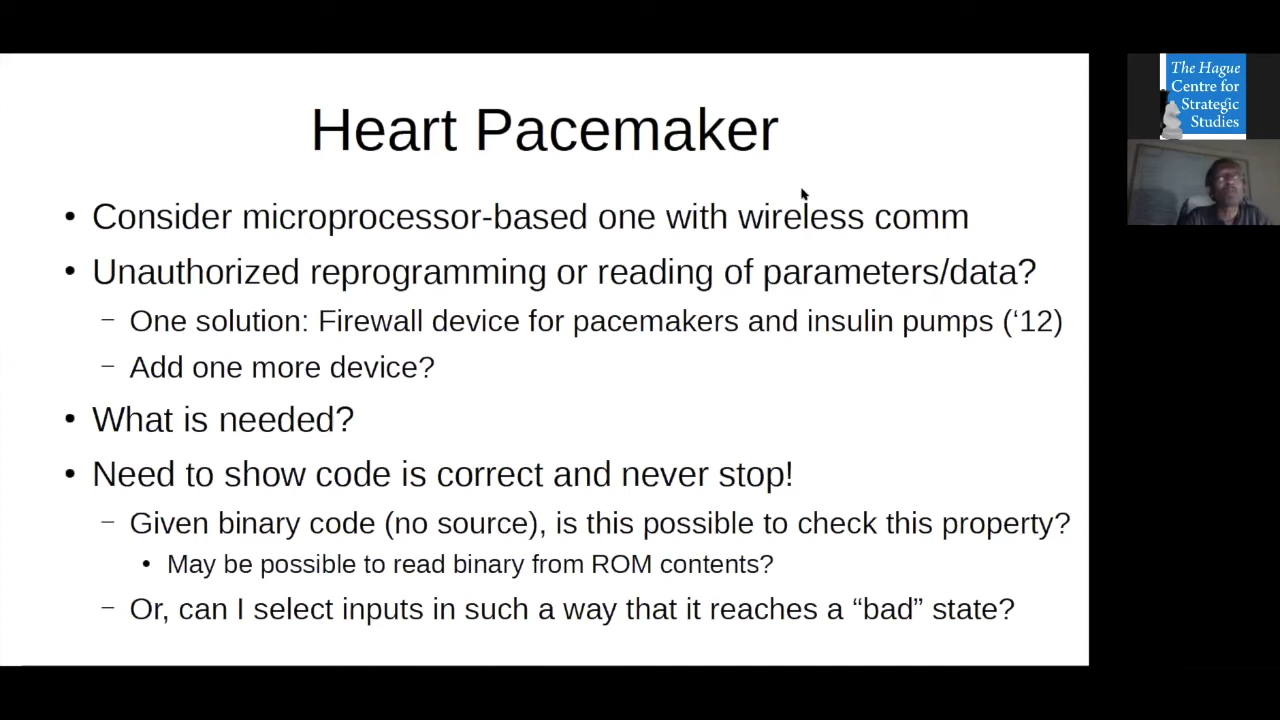 Heart Pacemaker
• Consider microprocessor-based one with wireless comm
• Unauthorized reprogramming or reading of parameters/data?
– One solution: Firewall device for pacemakers and insulin pumps (‘12)
– Add one more device?
• What is needed?
• Need to show code is correct and never stop!
– Given binary code (no source), is this possible to check this property?
• May be possible to read binary from ROM contents?
– Or, can I select inputs in such a way that it reaches a “bad” state?
The Hague
Centre for
Strategic
Studies